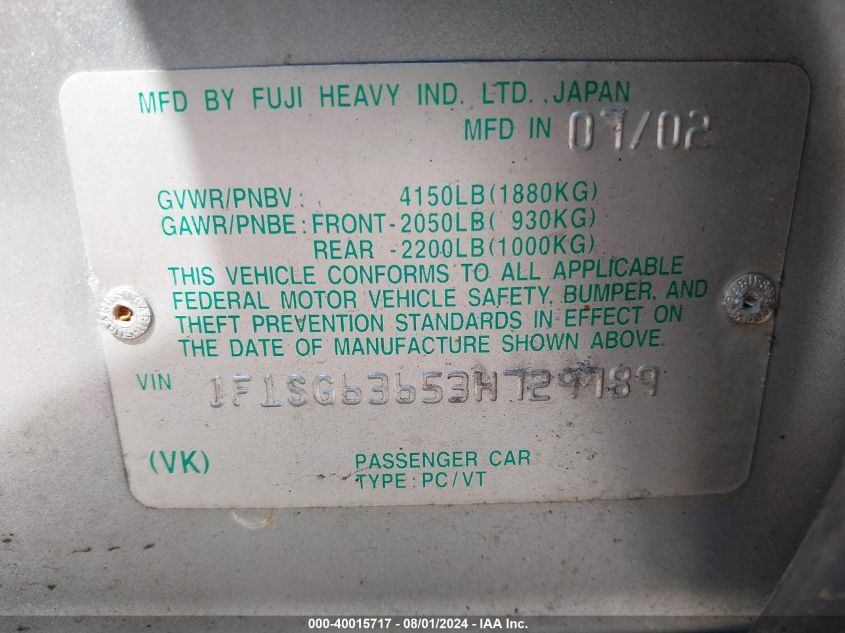 MFD BY FUJI HEAVY IND. LTD., JAPAN
MFD IN 07/02
GVWR/PNBV: 4150LB(1880KG)
GAWR/PNBE: FRONT-2050LB( 930KG)
REAR -2200LB(1000KG)
THIS VEHICLE CONFORMS TO ALL APPLICABLE
FEDERAL MOTOR VEHICLE SAFETY, BUMPER, AND
THEFT PREVENTION STANDARDS IN EFFECT ON
THE DATE OF MANUFACTURE SHOWN ABOVE.
VIN JF1SG63653H729789
(VK) PASSENGER CAR
TYPE: PC/VT
000-40015717 - 08/01/2024 - IAA Inc.